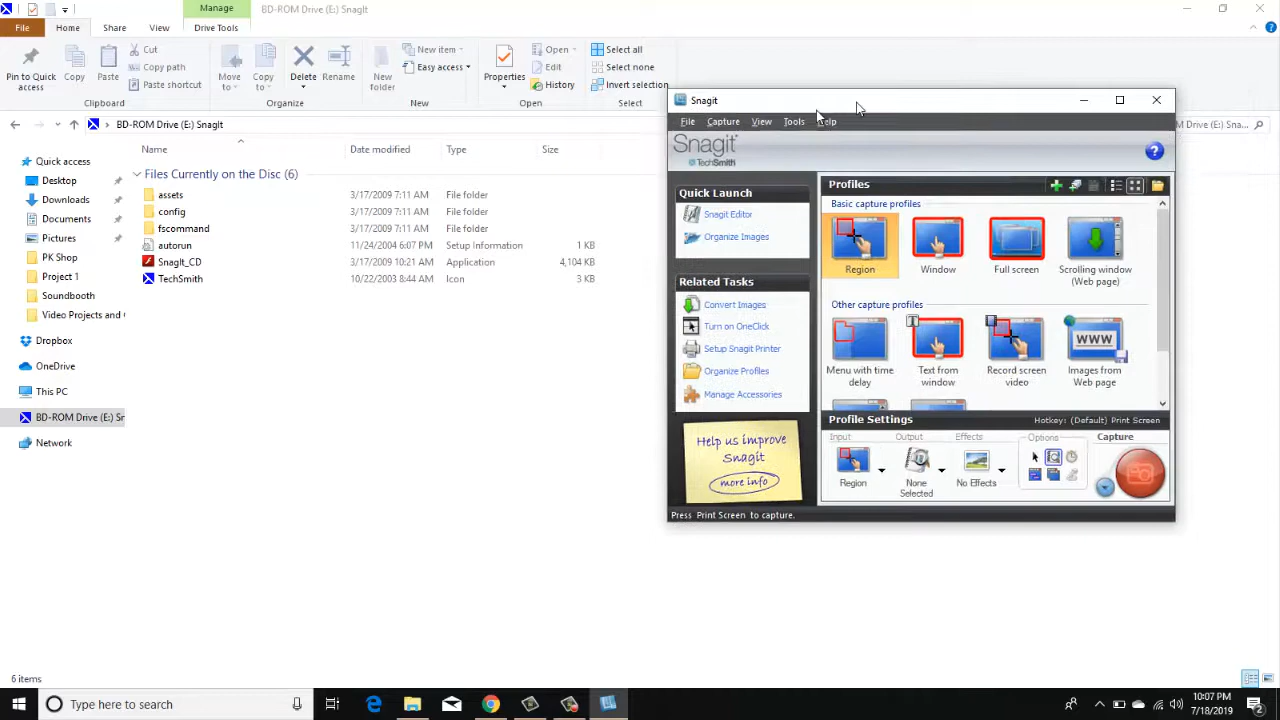 Manage
BD-ROM Drive (E:) SnagIt
File
Home
Share
View
Drive Tools
Pin to Quick access
Copy
Paste
Cut
Copy path
Paste shortcut
Clipboard
Move to
Copy to
Delete
Rename
Organize
New folder
New item
Easy access
New
Properties
Open
Edit
History
Open
Select all
Select none
Invert selection
Select
BD-ROM Drive (E:) SnagIt
M Drive (E:) Sna...
Name
Date modified
Type
Size
Files Currently on the Disc (6)
assets 3/17/2009 7:11 AM File folder
config 3/17/2009 7:11 AM File folder
fscommand 3/17/2009 7:11 AM File folder
autorun 11/24/2004 6:07 PM Setup Information 1 KB
SnagIt_CD 3/17/2009 10:21 AM Application 4,104 KB
TechSmith 10/22/2003 8:44 AM Icon 3 KB
Quick access
Desktop
Downloads
Documents
Pictures
PK Shop
Project 1
Soundbooth
Video Projects and
Dropbox
OneDrive
This PC
BD-ROM Drive (E:) Sr
Network
6 items
Snagit
File Capture View Tools Help
Snagit
TechSmith
?
Quick Launch
Snagit Editor
Organize Images
Related Tasks
Convert Images
Turn on OneClick
Setup Snagit Printer
Organize Profiles
Manage Accessories
Help us improve
Snagit
more info
Profiles
Basic capture profiles
Region
Window
Full screen
Scrolling window
(Web page)
Other capture profiles
T
WWW
Menu with time
delay
Text from
window
Record screen
video
Images from
Web page
Profile Settings
Hotkey: (Default) Print Screen
Input
Output
Effects
Options
Capture
Region
None
Selected
No Effects
Press Print Screen to capture.
Type here to search
10:07 PM
7/18/2019
2